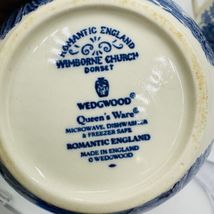 ROMANTIC ENGLAND
WIMBORNE CHURCH
DORSET
WEDGWOOD®
Queen's Ware®
MICROWAVE, DISHWASHER
& FREEZER SAFE
ROMANTIC ENGLAND
MADE IN ENGLAND
© WEDGWOOD